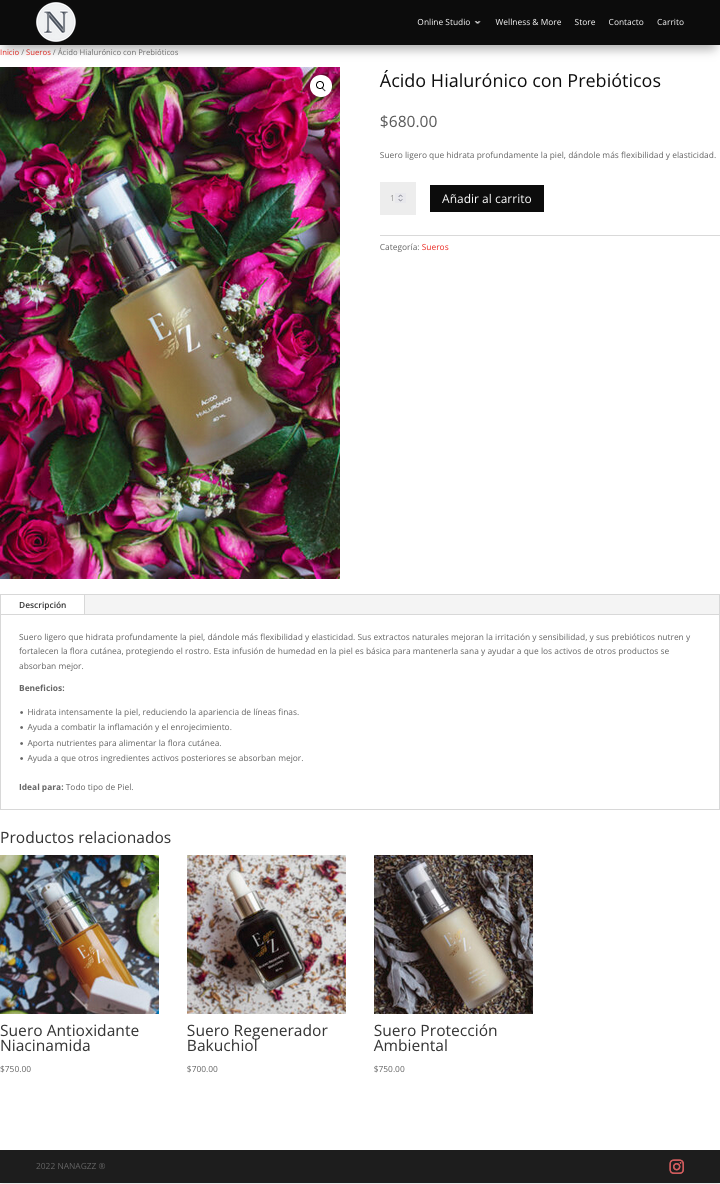 N
Online Studio
Wellness & More
Store
Contacto
Carrito
Inicio / Sueros / Ácido Hialurónico con Prebióticos
Ácido Hialurónico con Prebióticos
$680.00
Suero ligero que hidrata profundamente la piel, dándole más flexibilidad y elasticidad.
1
Añadir al carrito
Categoría: Sueros
E
Z
ÁCIDO
HIALURÓNICO
Descripción
Suero ligero que hidrata profundamente la piel, dándole más flexibilidad y elasticidad. Sus extractos naturales mejoran la irritación y sensibilidad, y sus prebióticos nutren y
fortalecen la flora cutánea, protegiendo el rostro. Esta infusión de humedad en la piel es básica para mantenerla sana y ayudar a que los activos de otros productos se
absorban mejor.
Beneficios:
• Hidrata intensamente la piel, reduciendo la apariencia de líneas finas.
• Ayuda a combatir la inflamación y el enrojecimiento.
• Aporta nutrientes para alimentar la flora cutánea.
• Ayuda a que otros ingredientes activos posteriores se absorban mejor.
Ideal para: Todo tipo de Piel.
Productos relacionados
E
Z
E
Z
E
Z
Suero Antioxidante
Niacinamida
$750.00
Suero Regenerador
Bakuchiol
$700.00
Suero Protección
Ambiental
$750.00
2022 NANAGZZ ®